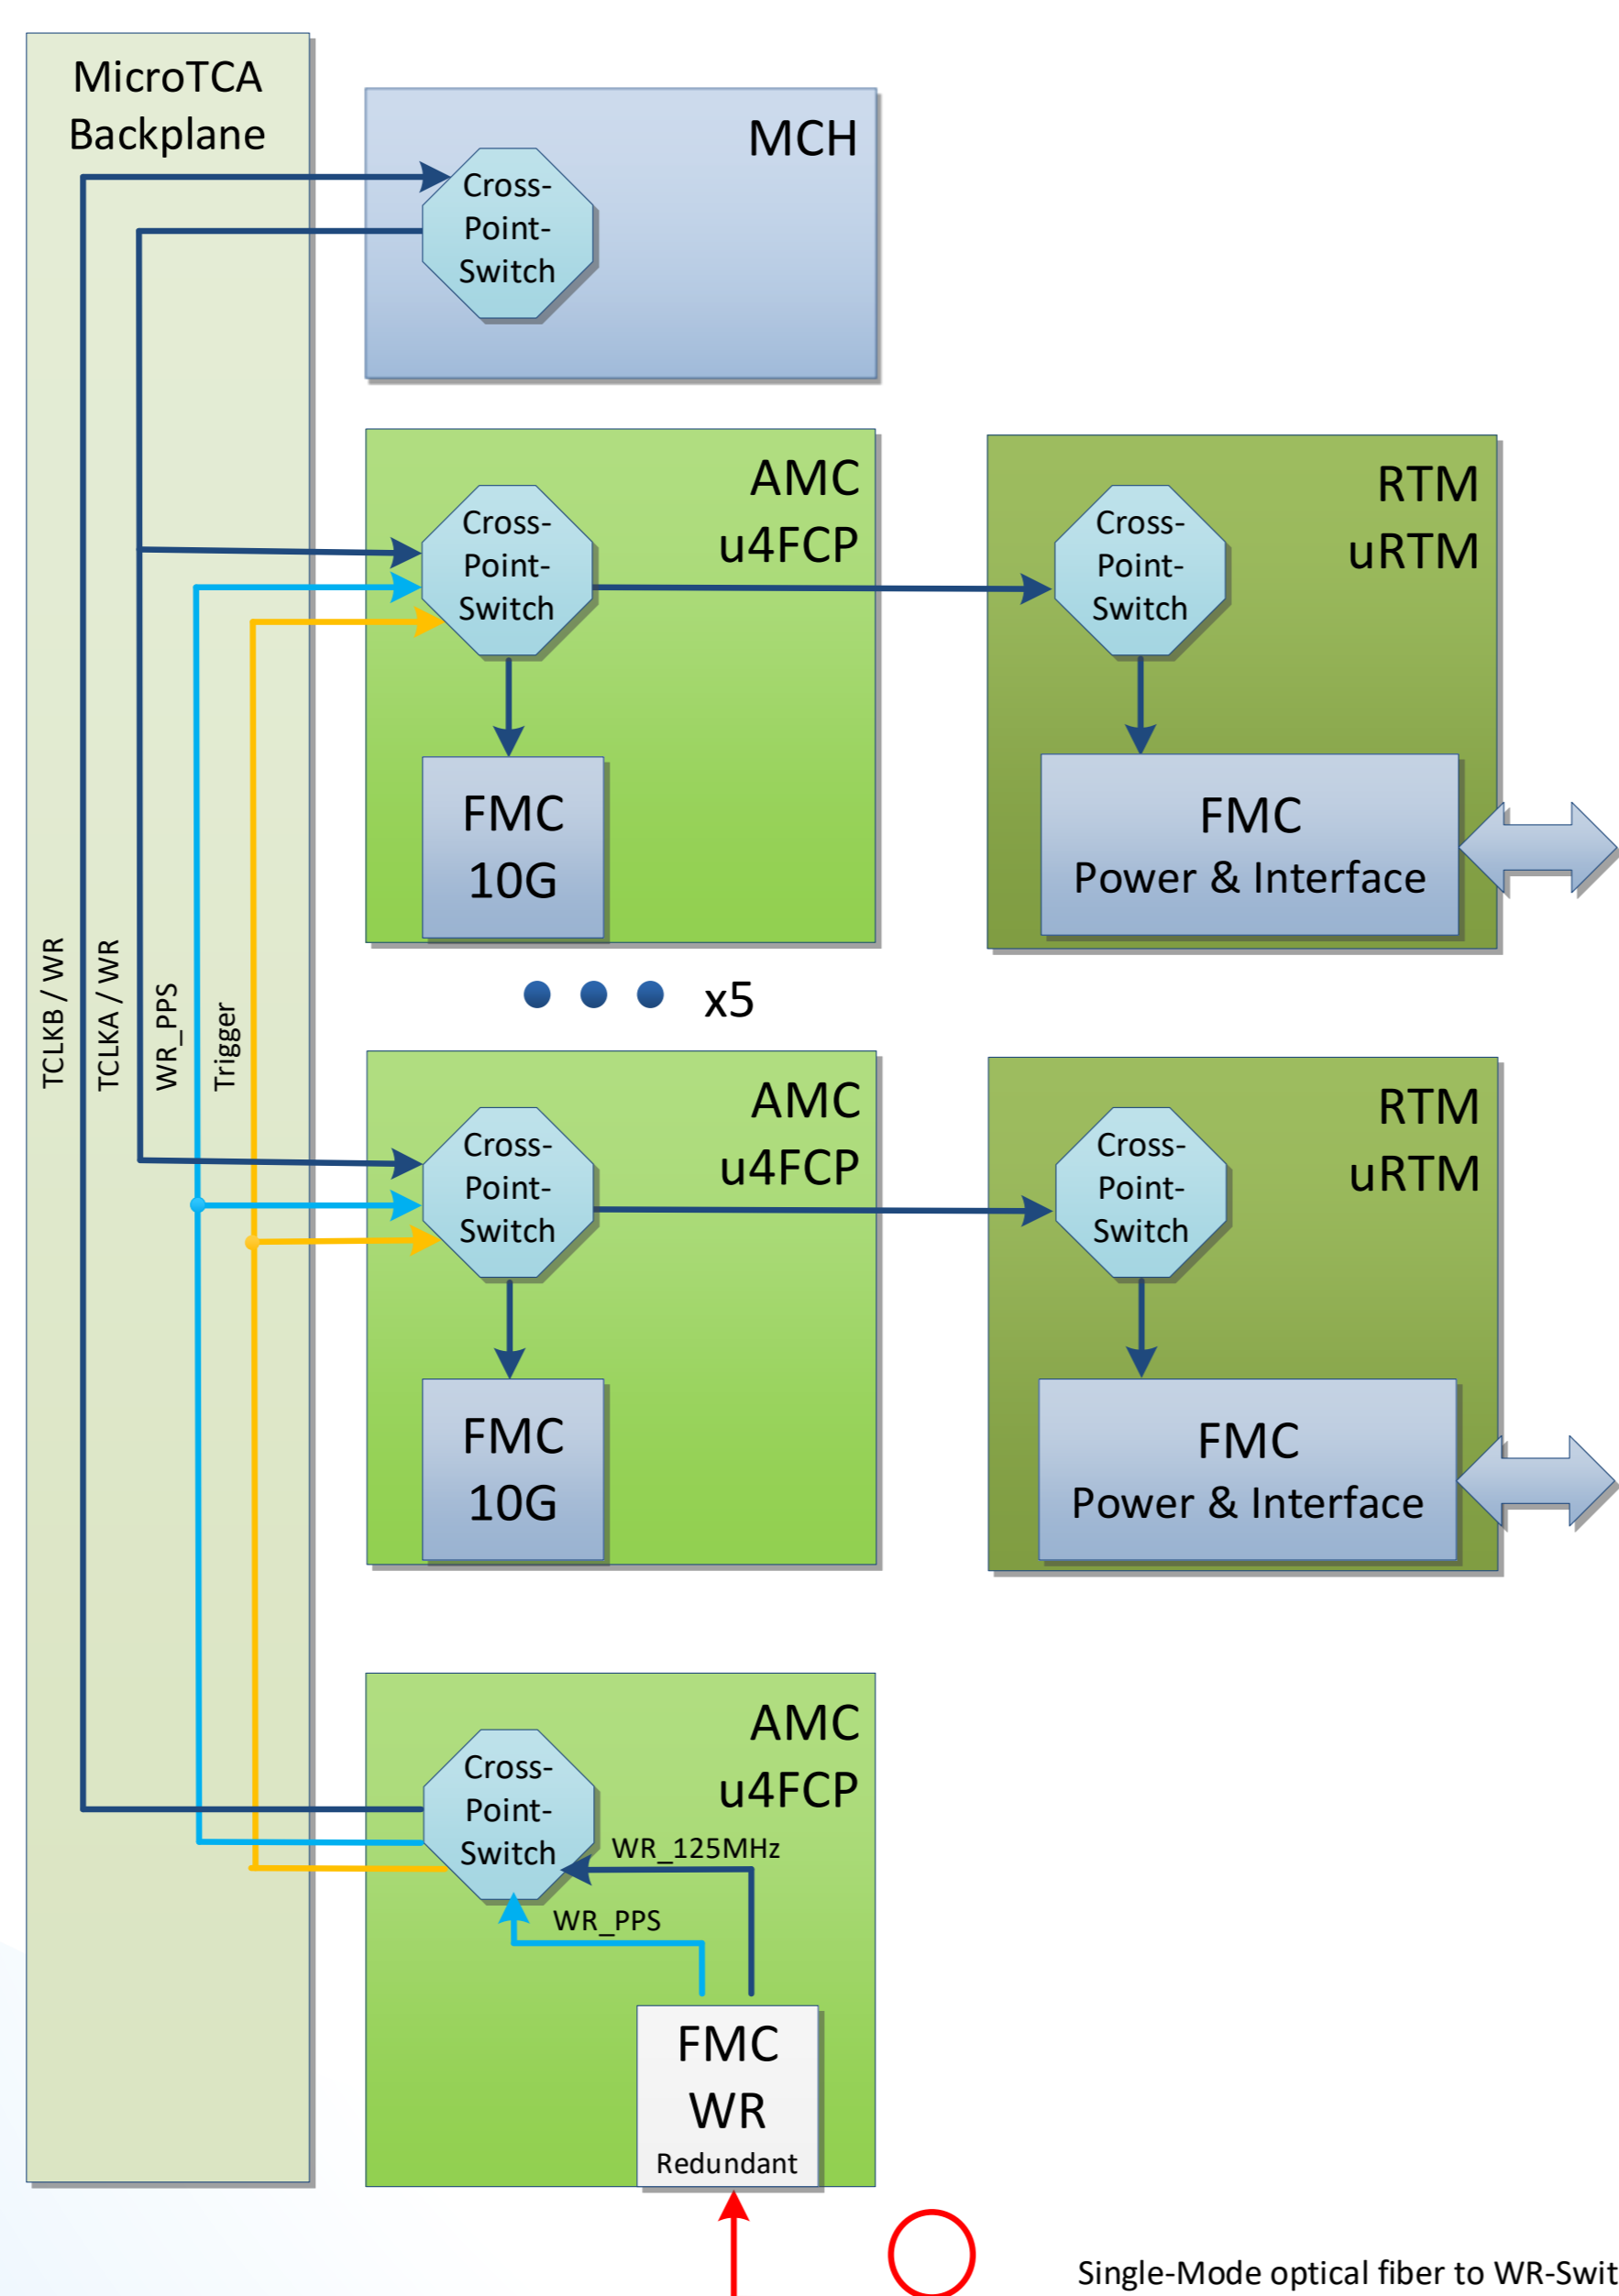 MicroTCA
Backplane
MCH
Cross-
Point-
Switch
AMC
u4FCP
Cross-
Point-
Switch
FMC
10G
RTM
uRTM
Cross-
Point-
Switch
FMC
Power & Interface
TCLKB / WR
TCLKA / WR
WR_PPS
Trigger
x5
AMC
u4FCP
Cross-
Point-
Switch
FMC
10G
RTM
uRTM
Cross-
Point-
Switch
FMC
Power & Interface
AMC
u4FCP
Cross-
Point-
Switch
WR_125MHz
WR_PPS
FMC
WR
Redundant
Single-Mode optical fiber to WR-Swit